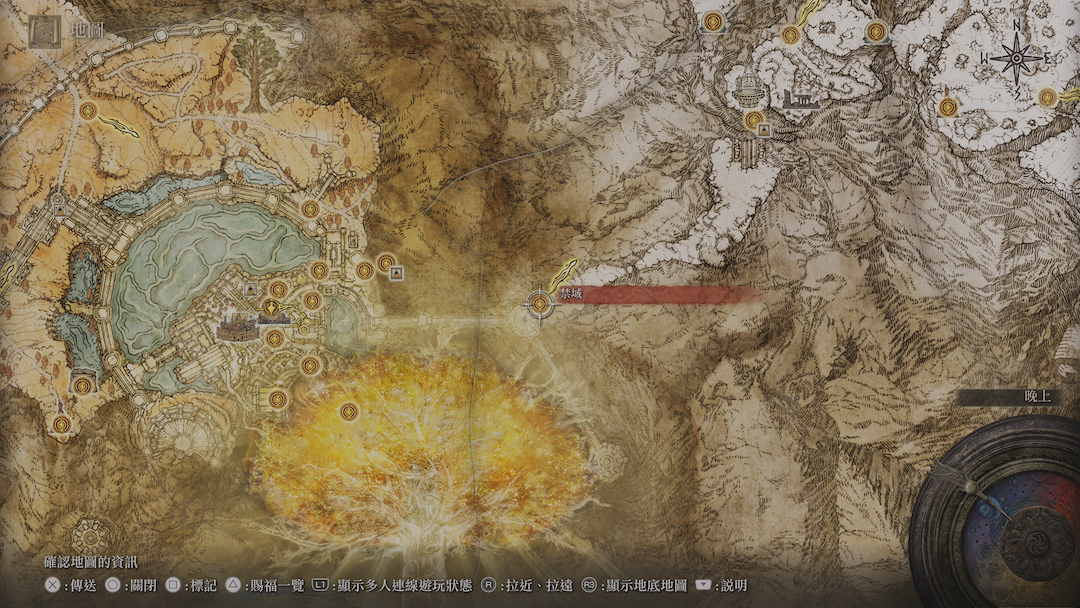 地圖
N
W E
S
禁域
晚上
確認地圖的資訊
:傳送 :關閉 :標記 :賜福一覽 L1:顯示多人連線遊玩狀態 R:拉近、拉遠 R3:顯示地底地圖 :說明